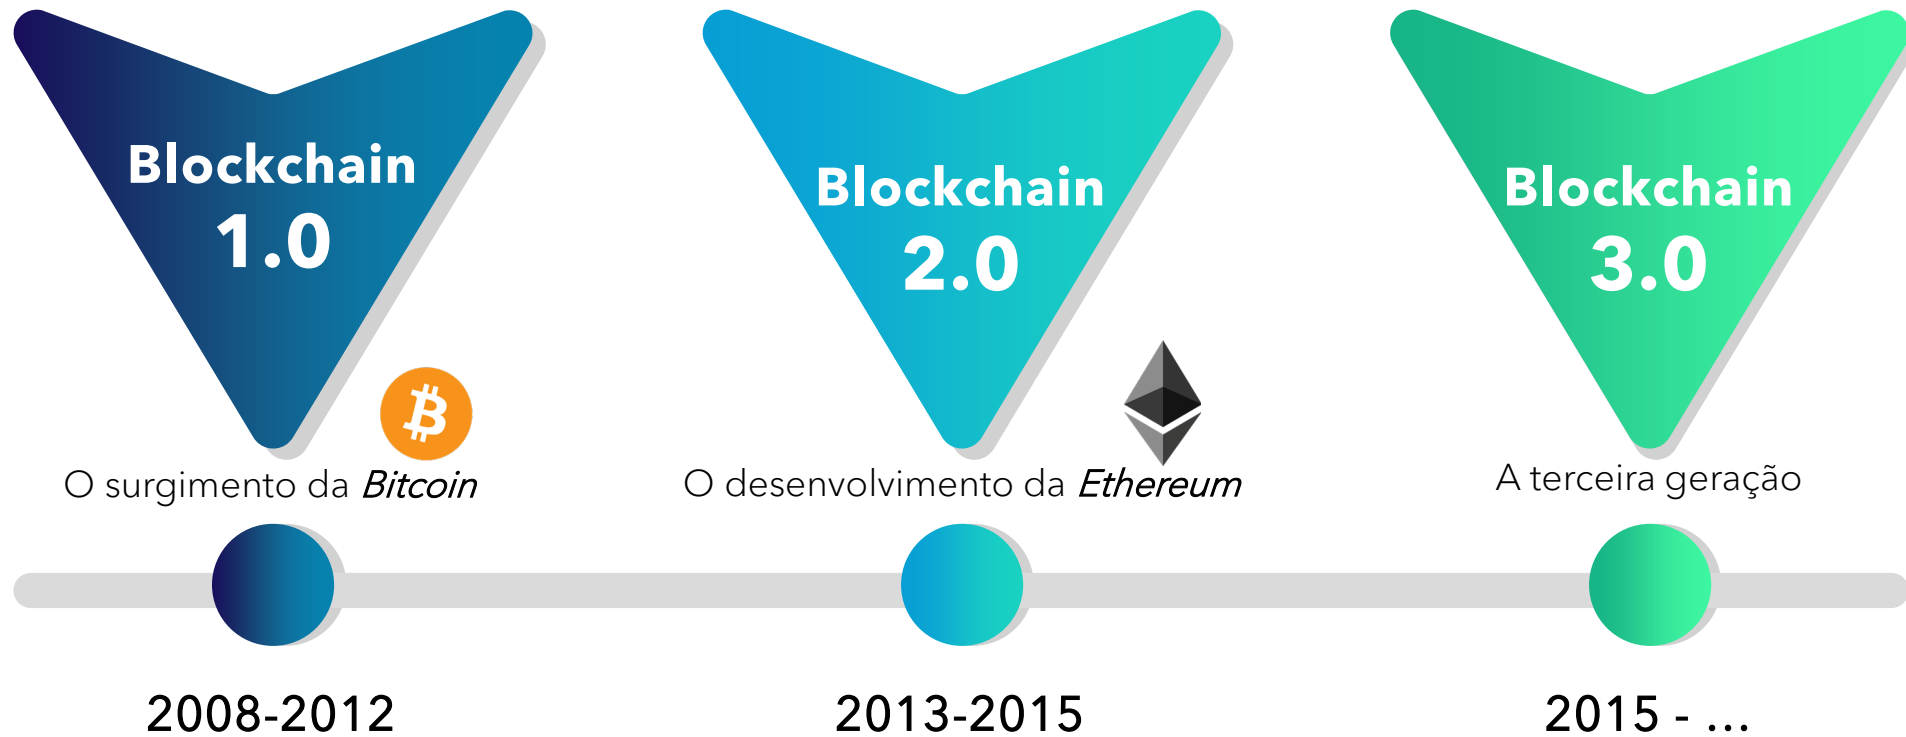 Blockchain
1.0
O surgimento da Bitcoin
2008-2012
Blockchain
2.0
O desenvolvimento da Ethereum
2013-2015
Blockchain
3.0
A terceira geração
2015 - ...